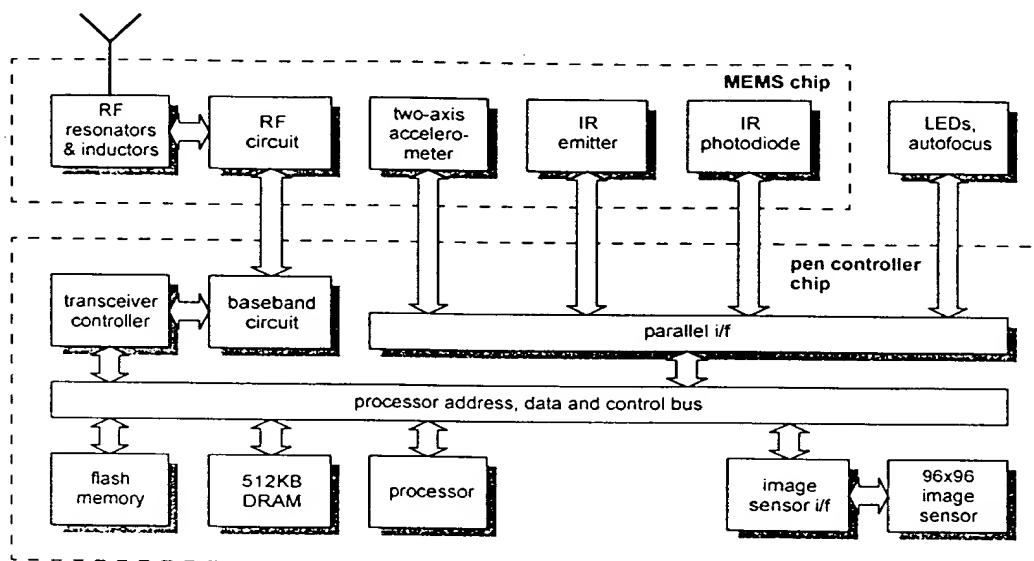 MEMS chip
RF
resonators
& inductors
RF
circuit
two-axis
accelero-
meter
IR
emitter
IR
photodiode
LEDs,
autofocus
pen controller
chip
transceiver
controller
baseband
circuit
parallel i/f
processor address, data and control bus
flash
memory
512KB
DRAM
processor
image
sensor i/f
96x96
image
sensor